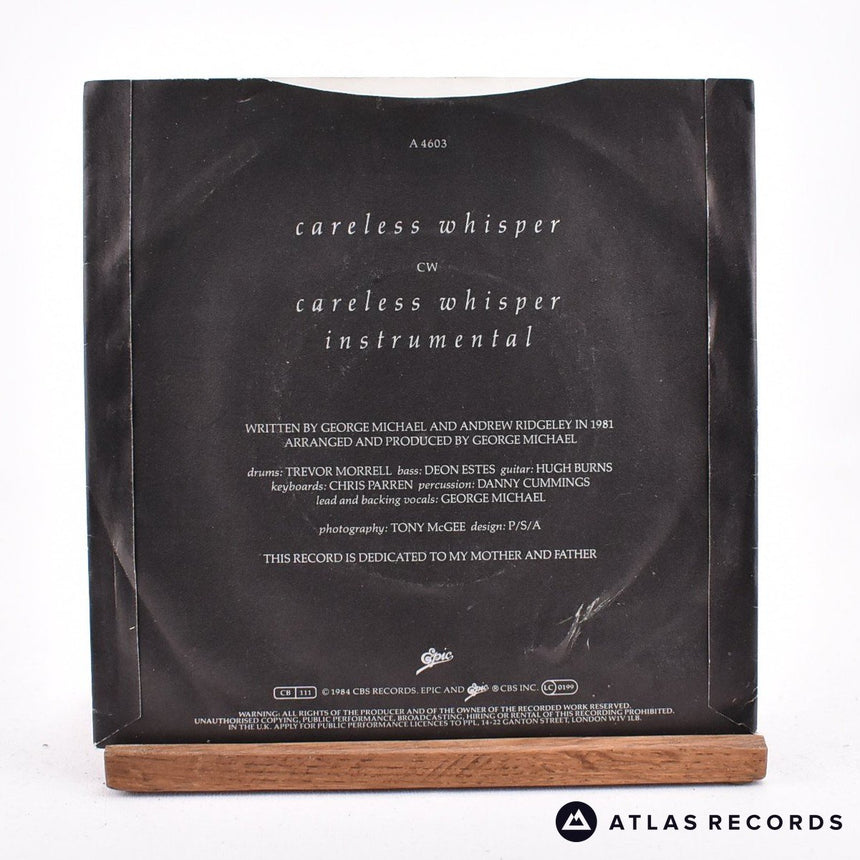 A 4603
careless whisper
CW
careless whisper
instrumental
WRITTEN BY GEORGE MICHAEL AND ANDREW RIDGELEY IN 1981
ARRANGED AND PRODUCED BY GEORGE MICHAEL
drums: TREVOR MORRELL bass: DEON ESTES guitar: HUGH BURNS
keyboards: CHRIS PARREN percussion: DANNY CUMMINGS
lead and backing vocals: GEORGE MICHAEL
photography: TONY McGEE design: P/S/A
THIS RECORD IS DEDICATED TO MY MOTHER AND FATHER
Epic
CB 111 © 1984 CBS RECORDS. EPIC AND Epic ® CBS INC. LC 0199
WARNING: ALL RIGHTS OF THE PRODUCER AND OF THE OWNER OF THE RECORDED WORK RESERVED.
UNAUTHORISED COPYING, PUBLIC PERFORMANCE, BROADCASTING, HIRING OR RENTAL OF THIS RECORDING PROHIBITED.
IN THE U.K. APPLY FOR PUBLIC PERFORMANCE LICENCES TO PPL, 14-22 GANTON STREET, LONDON W1V 1LB.
ATLAS RECORDS